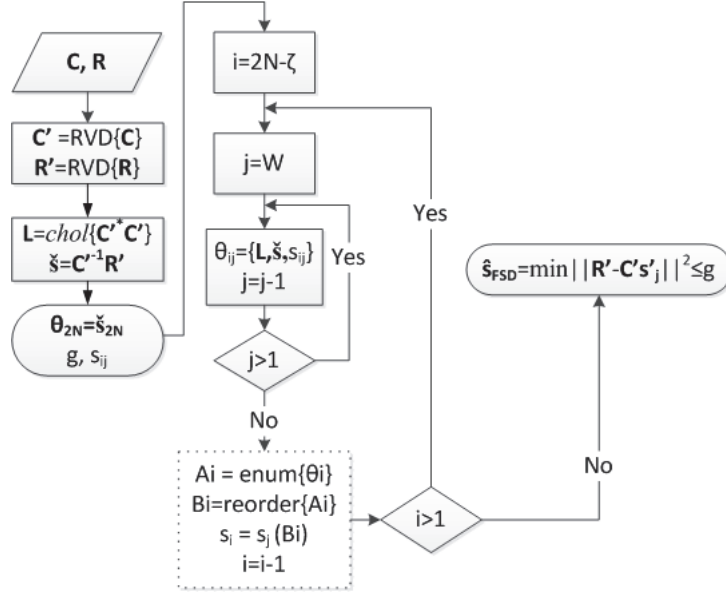 C, R
C' =RVD{C}
R'=RVD{R}
L=chol{C'*C'}
š=C'⁻¹R'
θ2N=š2N
g, sij
i=2N-ζ
j=W
θij={L,š,sij}
j=j-1
Yes
j>1
No
Ai = enum{θi}
Bi=reorder{Ai}
si = sj (Bi)
i=i-1
Yes
i>1
No
ŝFSD=min||R'-C's'j||²≤g